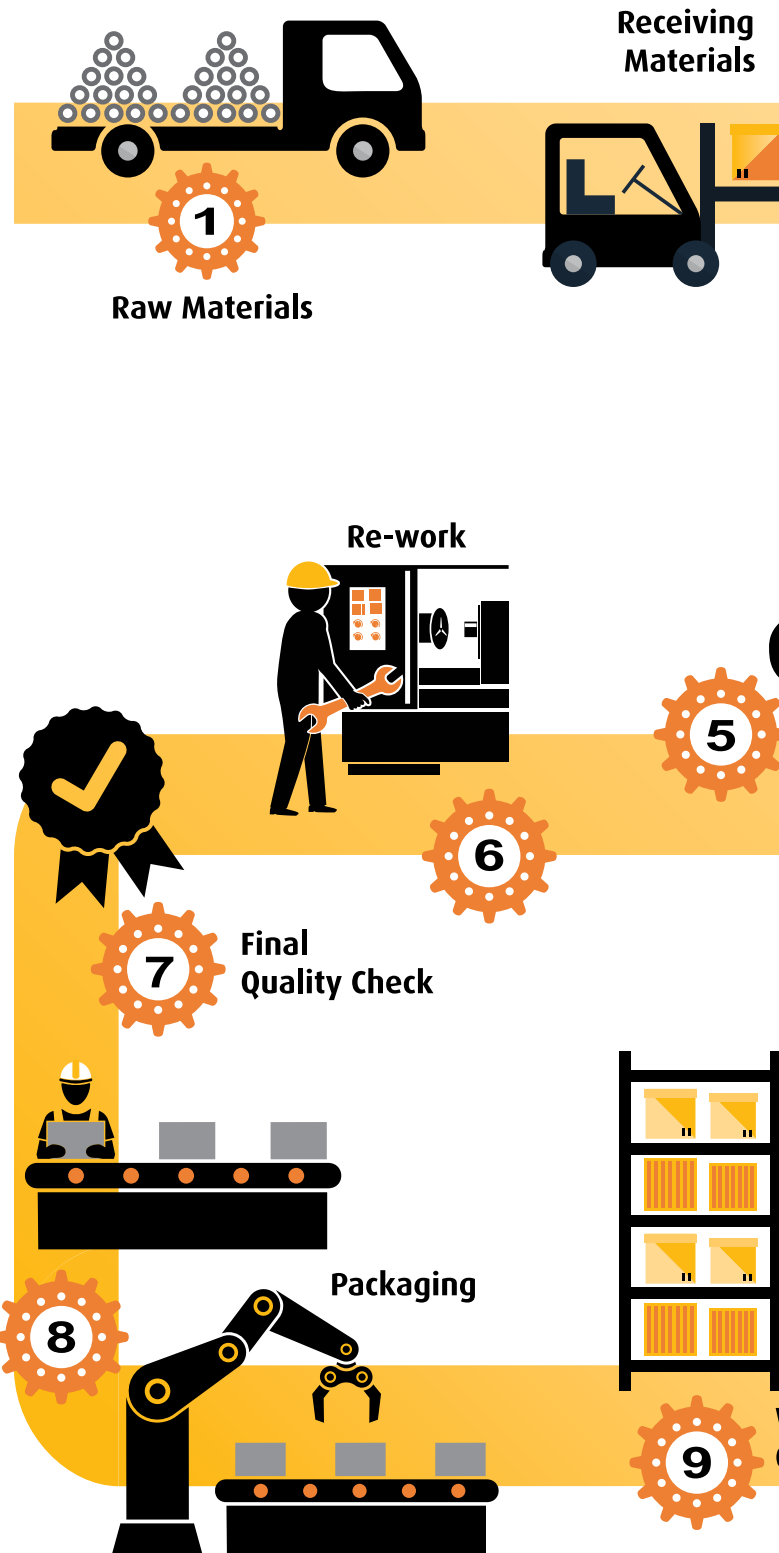 Receiving
Materials
1
Raw Materials
Re-work
5
6
7
Final
Quality Check
Packaging
8
9